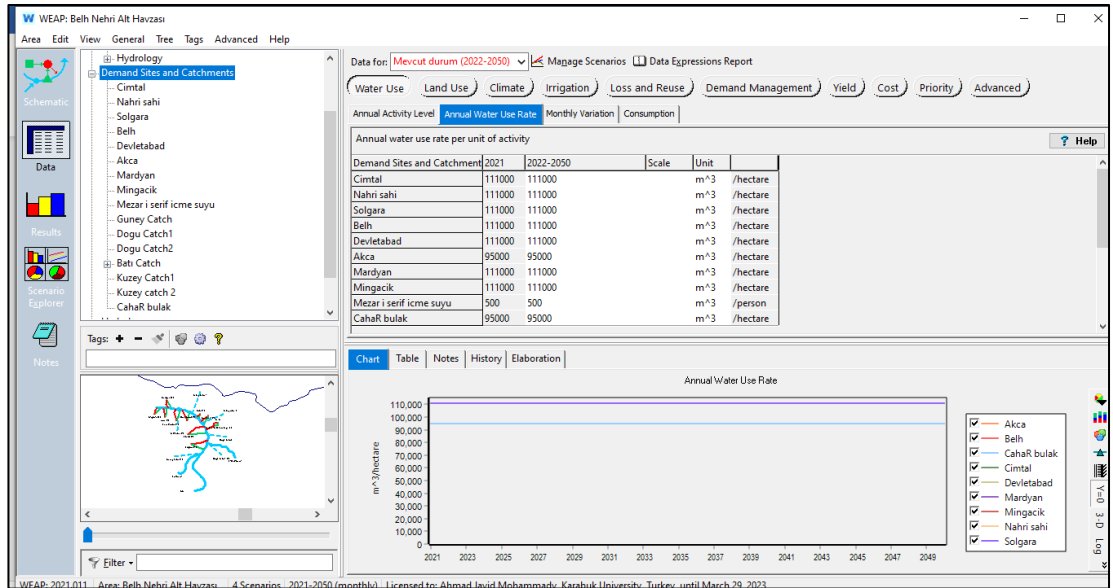 WEAP: Belh Nehri Alt Havzası
Area Edit View General Tree Tags Advanced Help
Schematic
Data
Results
Scenario
Explorer
Notes
Hydrology
Demand Sites and Catchments
Cimtal
Nahri sahi
Solgara
Belh
Devletabad
Akca
Mardyan
Mingacik
Mezar i serif icme suyu
Guney Catch
Dogu Catch1
Dogu Catch2
Batı Catch
Kuzey Catch1
Kuzey catch 2
CahaR bulak
Tags:
Filter
Data for: Mevcut durum (2022-2050) Manage Scenarios Data Expressions Report
Water Use Land Use Climate Irrigation Loss and Reuse Demand Management Yield Cost Priority Advanced
Annual Activity Level Annual Water Use Rate Monthly Variation Consumption
Annual water use rate per unit of activity
? Help
Demand Sites and Catchment 2021 2022-2050 Scale Unit
Cimtal 111000 111000 m^3 /hectare
Nahri sahi 111000 111000 m^3 /hectare
Solgara 111000 111000 m^3 /hectare
Belh 111000 111000 m^3 /hectare
Devletabad 111000 111000 m^3 /hectare
Akca 95000 95000 m^3 /hectare
Mardyan 111000 111000 m^3 /hectare
Mingacik 111000 111000 m^3 /hectare
Mezar i serif icme suyu 500 500 m^3 /person
CahaR bulak 95000 95000 m^3 /hectare
Chart Table Notes History Elaboration
Annual Water Use Rate
m^3/hectare
110,000
100,000
90,000
80,000
70,000
60,000
50,000
40,000
30,000
20,000
10,000
0
2021 2023 2025 2027 2029 2031 2033 2035 2037 2039 2041 2043 2045 2047 2049
Akca
Belh
CahaR bulak
Cimtal
Devletabad
Mardyan
Mingacik
Nahri sahi
Solgara
Y=0
3-D
Log
WEAP: 2021.011 Area: Belh Nehri Alt Havzası 4 Scenarios 2021-2050 (monthly) Licensed to: Ahmad Javid Mohammady, Karabuk University, Turkey, until March 29, 2023